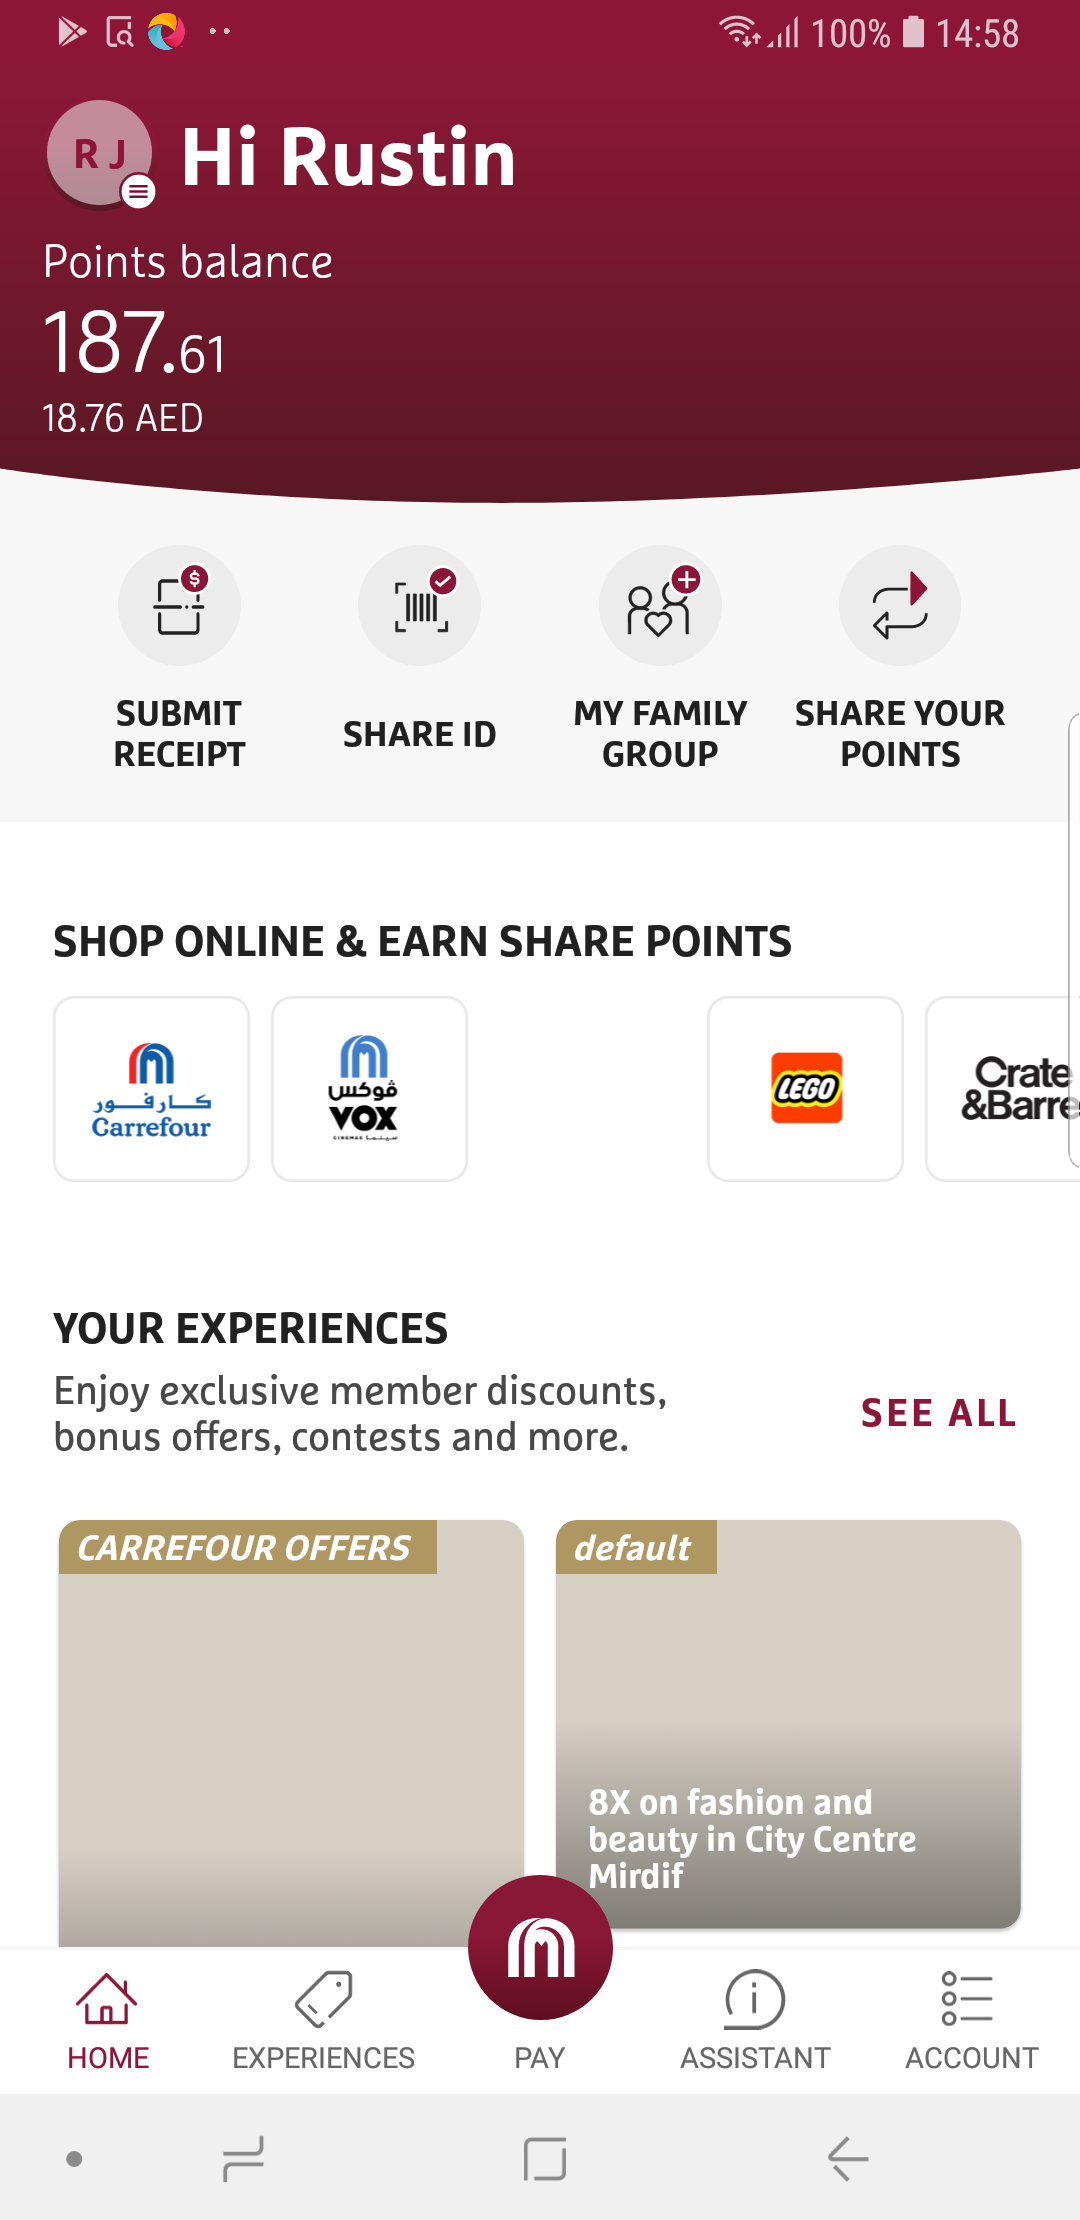 100% 14:58
R J
Hi Rustin
Points balance
187.61
18.76 AED
SUBMIT
RECEIPT
SHARE ID
MY FAMILY
GROUP
SHARE YOUR
POINTS
SHOP ONLINE & EARN SHARE POINTS
كارفور
Carrefour
ڤوكس
VOX
CINEMAS سينما
LEGO
Crate
&Barre
YOUR EXPERIENCES
Enjoy exclusive member discounts,
bonus offers, contests and more.
SEE ALL
CARREFOUR OFFERS
default
8X on fashion and
beauty in City Centre
Mirdif
HOME
EXPERIENCES
PAY
ASSISTANT
ACCOUNT